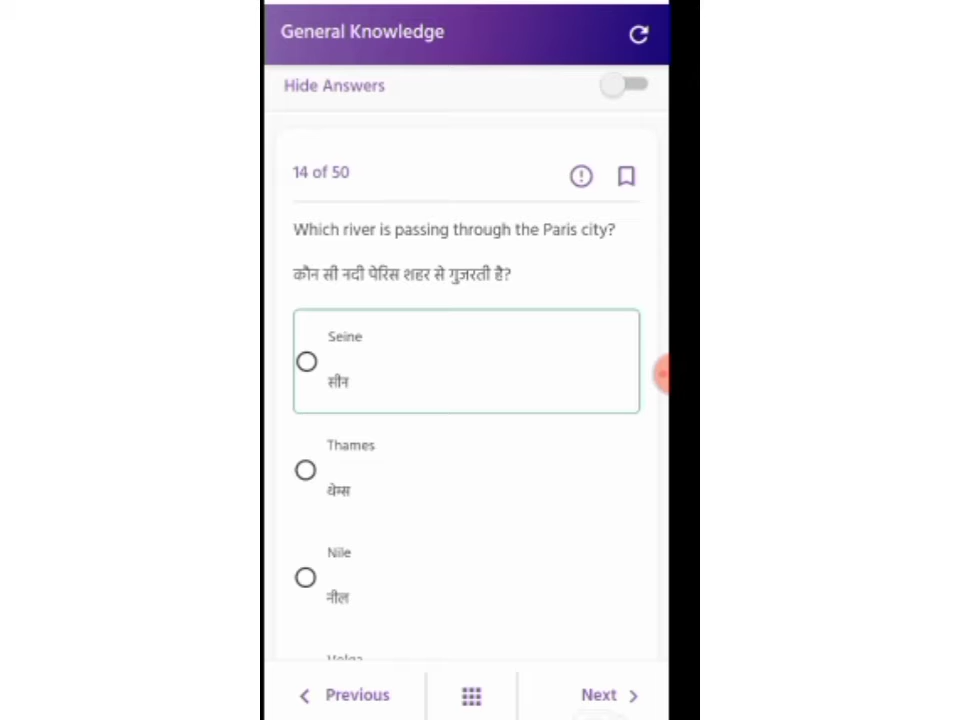 General Knowledge
Hide Answers
14 of 50
Which river is passing through the Paris city?
कौन सी नदी पेरिस शहर से गुजरती है?
Seine
सीन
Thames
थेम्स
Nile
नील
Volga
Previous
Next